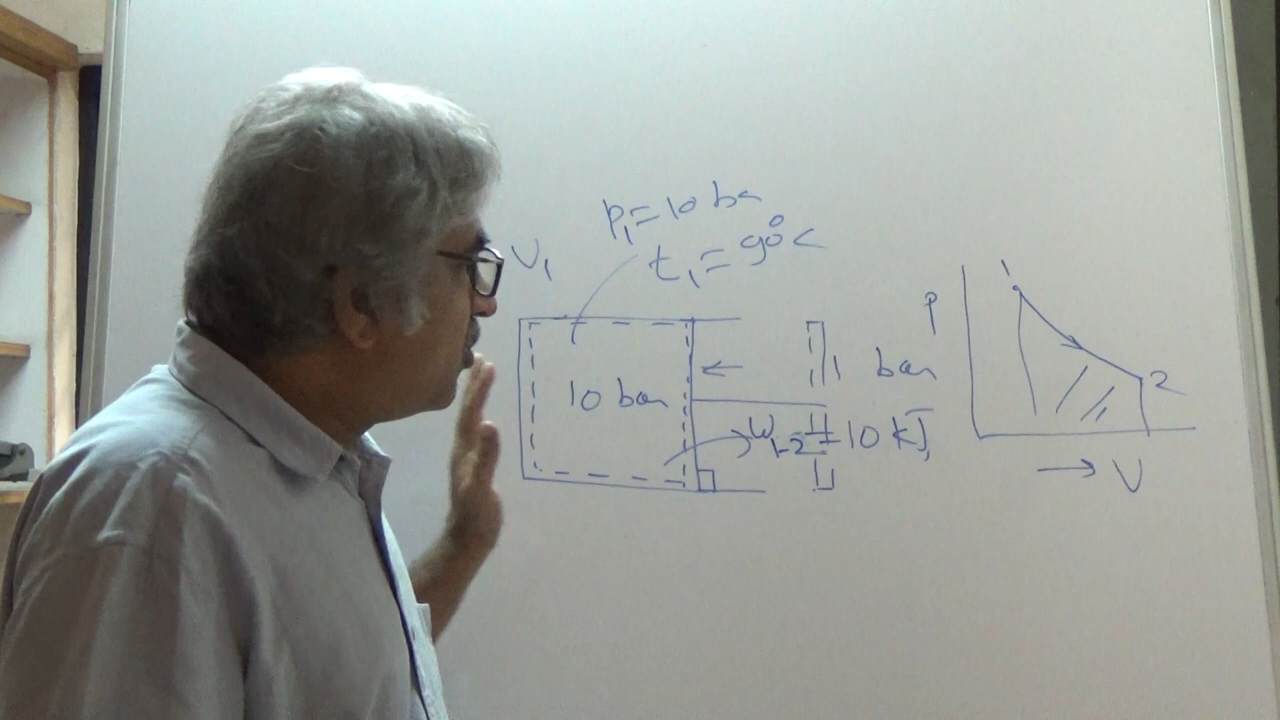 p₁=10 bar
V₁
t₁=90°C
10 bar
1 bar
W₁₋₂=10 kJ
p
1
2
V